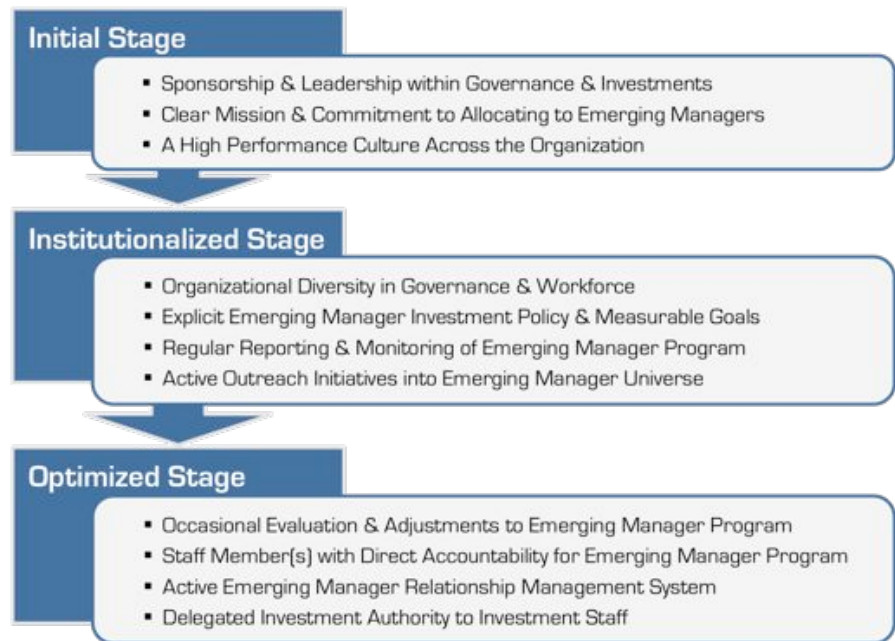 Initial Stage
▪ Sponsorship & Leadership within Governance & Investments
▪ Clear Mission & Commitment to Allocating to Emerging Managers
▪ A High Performance Culture Across the Organization
Institutionalized Stage
▪ Organizational Diversity in Governance & Workforce
▪ Explicit Emerging Manager Investment Policy & Measurable Goals
▪ Regular Reporting & Monitoring of Emerging Manager Program
▪ Active Outreach Initiatives into Emerging Manager Universe
Optimized Stage
▪ Occasional Evaluation & Adjustments to Emerging Manager Program
▪ Staff Member(s) with Direct Accountability for Emerging Manager Program
▪ Active Emerging Manager Relationship Management System
▪ Delegated Investment Authority to Investment Staff